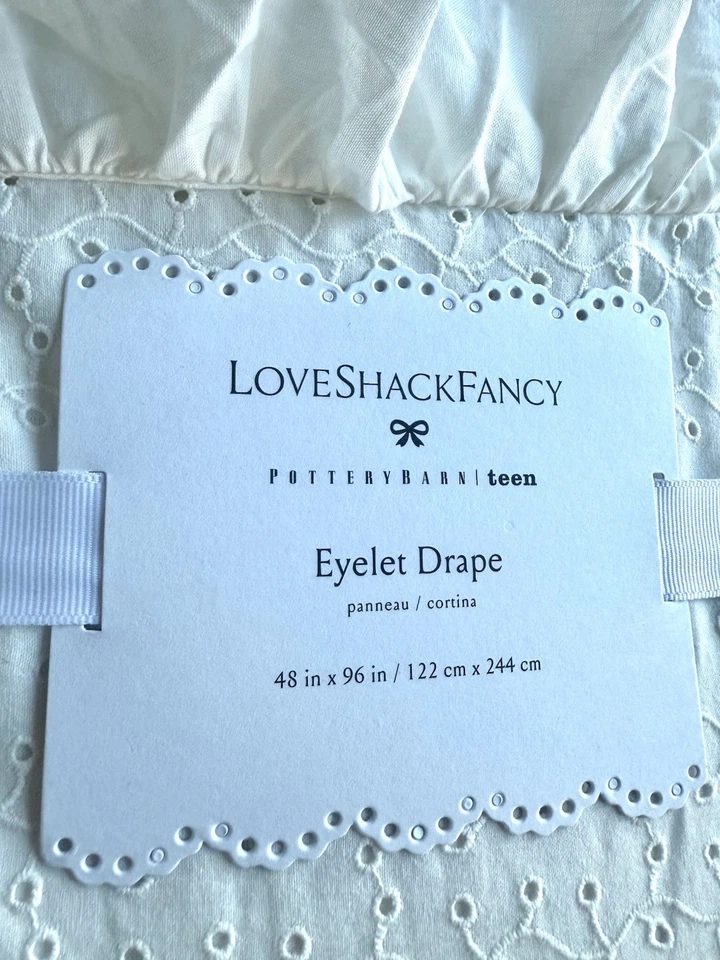 LOVESHACKFANCY
POTTERYBARN | teen
Eyelet Drape
panneau / cortina
48 in x 96 in / 122 cm x 244 cm